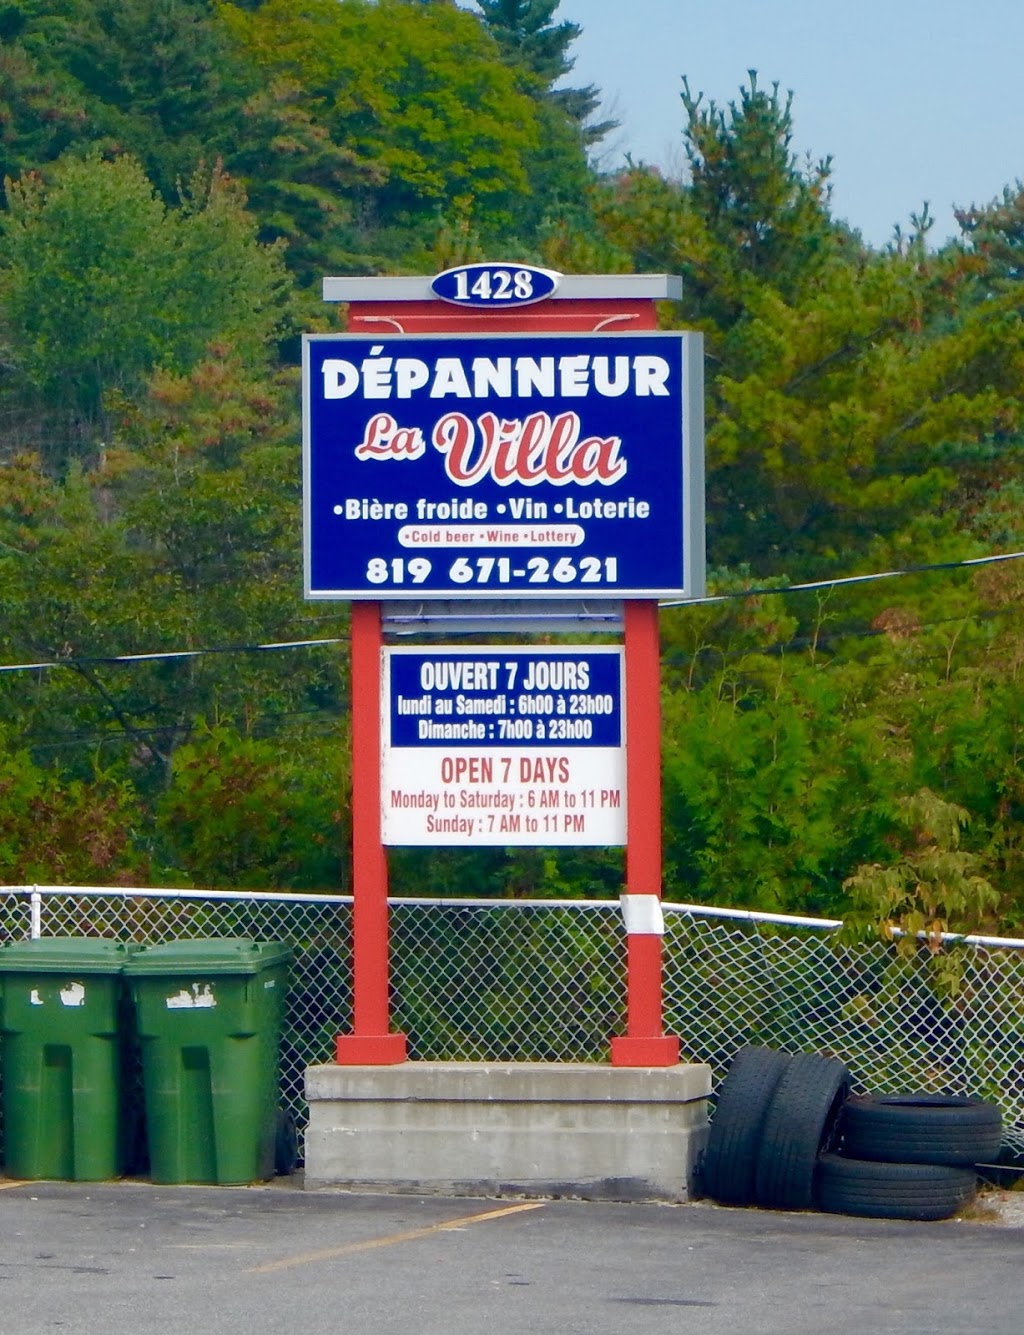 1428
DÉPANNEUR
La Villa
•Bière froide •Vin •Loterie
•Cold beer •Wine •Lottery
819 671-2621
OUVERT 7 JOURS
lundi au Samedi : 6h00 à 23h00
Dimanche : 7h00 à 23h00
OPEN 7 DAYS
Monday to Saturday : 6 AM to 11 PM
Sunday : 7 AM to 11 PM